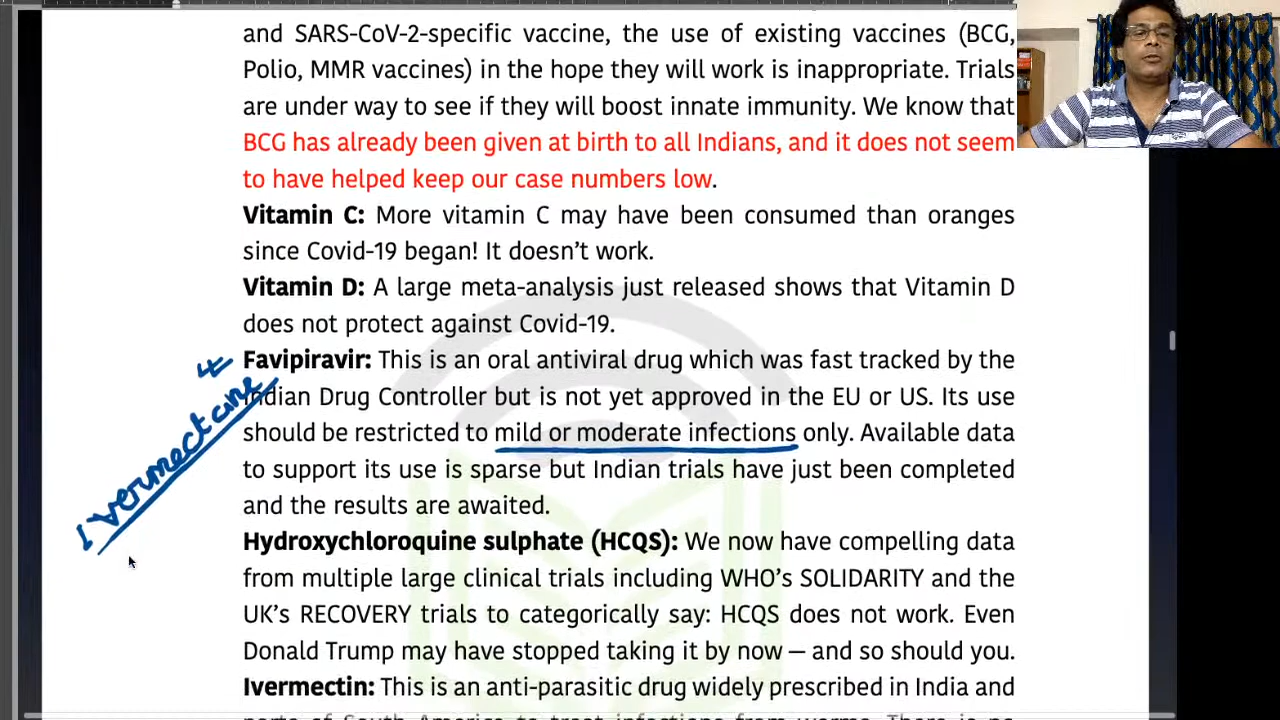 and SARS-CoV-2-specific vaccine, the use of existing vaccines (BCG,
Polio, MMR vaccines) in the hope they will work is inappropriate. Trials
are under way to see if they will boost innate immunity. We know that
BCG has already been given at birth to all Indians, and it does not seem
to have helped keep our case numbers low.
Vitamin C: More vitamin C may have been consumed than oranges
since Covid-19 began! It doesn't work.
Vitamin D: A large meta-analysis just released shows that Vitamin D
does not protect against Covid-19.
Favipiravir: This is an oral antiviral drug which was fast tracked by the
Indian Drug Controller but is not yet approved in the EU or US. Its use
should be restricted to mild or moderate infections only. Available data
to support its use is sparse but Indian trials have just been completed
and the results are awaited.
Ivermectane
Hydroxychloroquine sulphate (HCQS): We now have compelling data
from multiple large clinical trials including WHO's SOLIDARITY and the
UK's RECOVERY trials to categorically say: HCQS does not work. Even
Donald Trump may have stopped taking it by now — and so should you.
Ivermectin: This is an anti-parasitic drug widely prescribed in India and